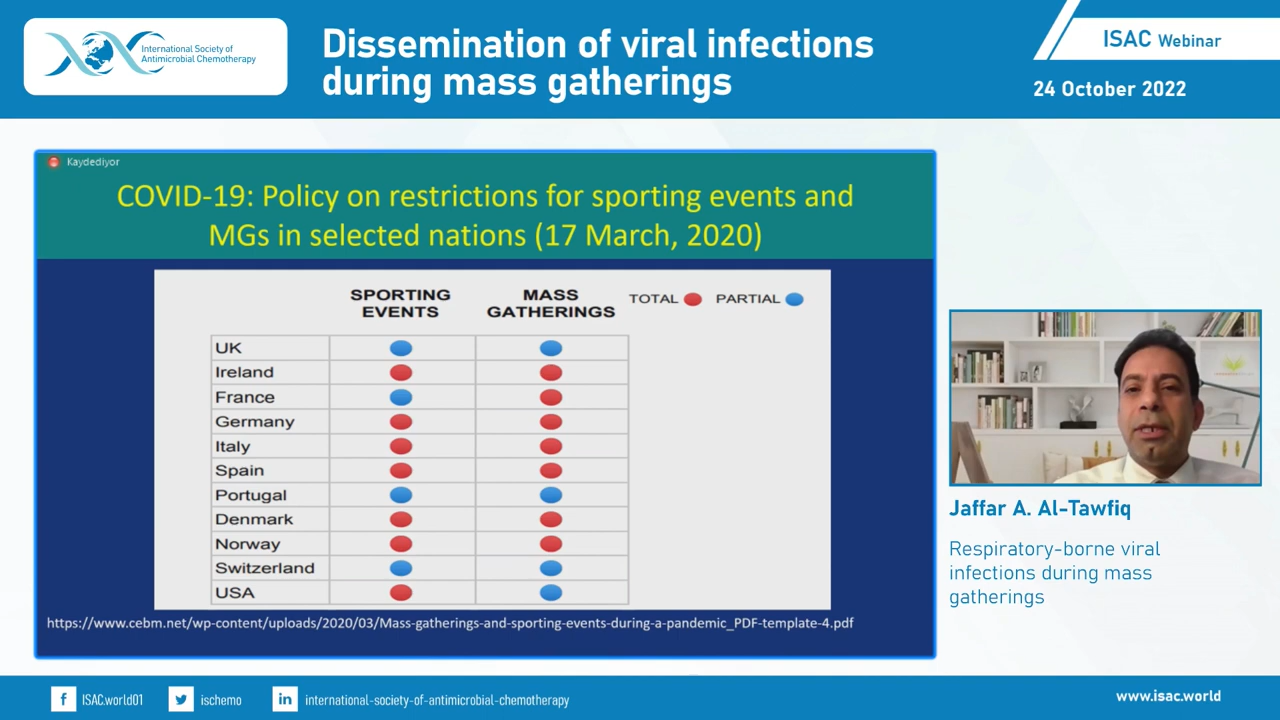 International Society of
Antimicrobial Chemotherapy
Dissemination of viral infections
during mass gatherings
ISAC Webinar
24 October 2022
Kaydediyor
COVID-19: Policy on restrictions for sporting events and
MGs in selected nations (17 March, 2020)
SPORTING
EVENTS
MASS
GATHERINGS
TOTAL
PARTIAL
UK
Ireland
France
Germany
Italy
Spain
Portugal
Denmark
Norway
Switzerland
USA
https://www.cebm.net/wp-content/uploads/2020/03/Mass-gatherings-and-sporting-events-during-a-pandemic_PDF-template-4.pdf
Jaffar A. Al-Tawfiq
Respiratory-borne viral
infections during mass
gatherings
f ISAC.world01
ischemo
in international-society-of-antimicrobial-chemotherapy
www.isac.world